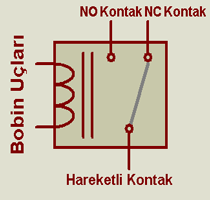 NO Kontak NC Kontak
Bobin Uçları
Hareketli Kontak